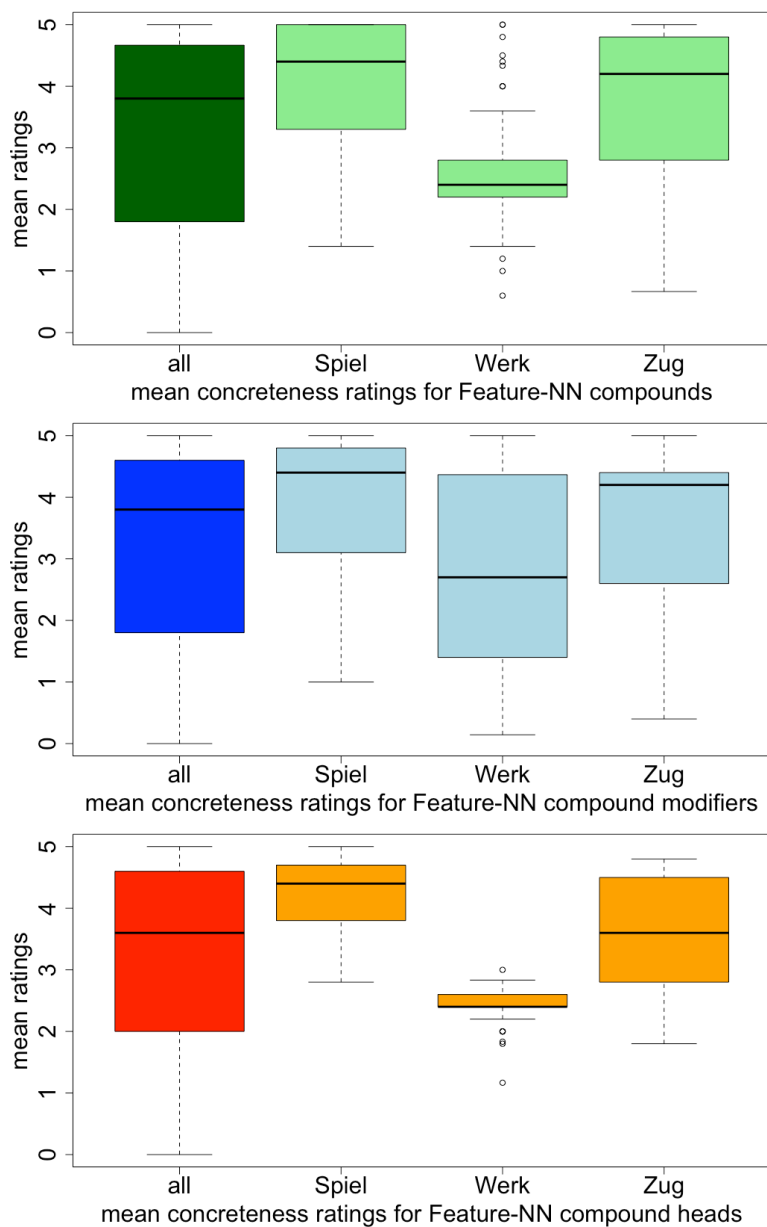 5
4
3
2
1
0
mean ratings
all Spiel Werk Zug
mean concreteness ratings for Feature-NN compounds
5
4
3
2
1
0
mean ratings
all Spiel Werk Zug
mean concreteness ratings for Feature-NN compound modifiers
5
4
3
2
1
0
mean ratings
all Spiel Werk Zug
mean concreteness ratings for Feature-NN compound heads